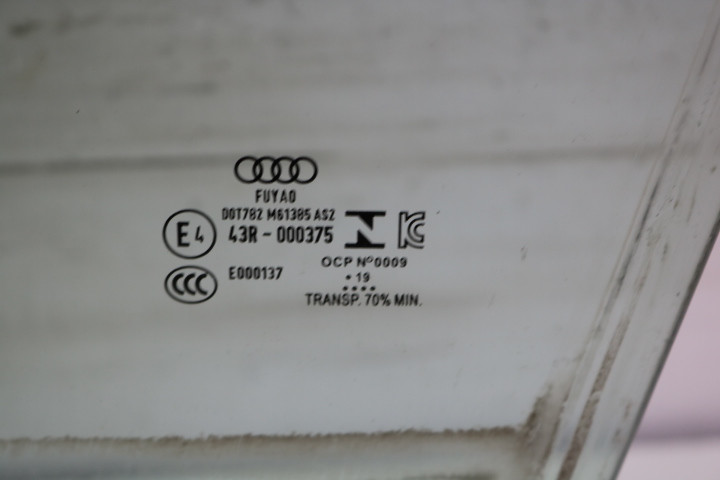 FUYAO
DOT782 M61385 AS2
E4 43R - 000375
CCC E000137
OCP Nº0009
• 19
••••
TRANSP. 70% MIN.